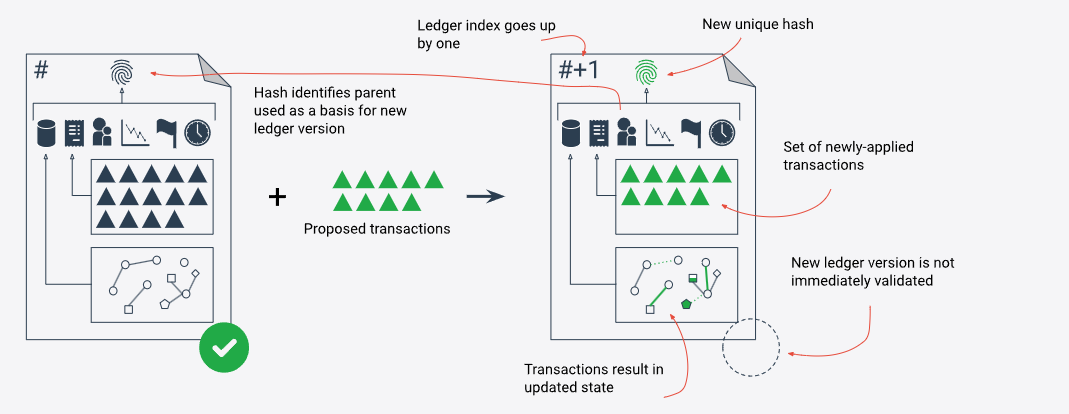 Ledger index goes up
by one
New unique hash
#
#+1
Hash identifies parent
used as a basis for new
ledger version
Set of newly-applied
transactions
+
Proposed transactions
New ledger version is not
immediately validated
Transactions result in
updated state